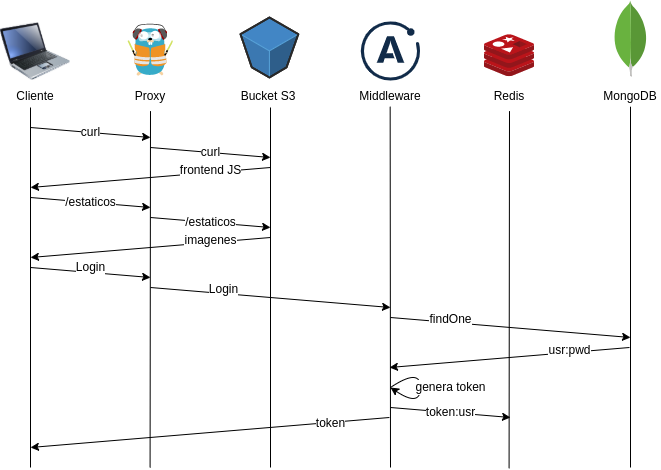 Cliente
Proxy
Bucket S3
Middleware
Redis
MongoDB
curl
curl
frontend JS
/estaticos
/estaticos
imagenes
Login
Login
findOne
usr:pwd
genera token
token:usr
token